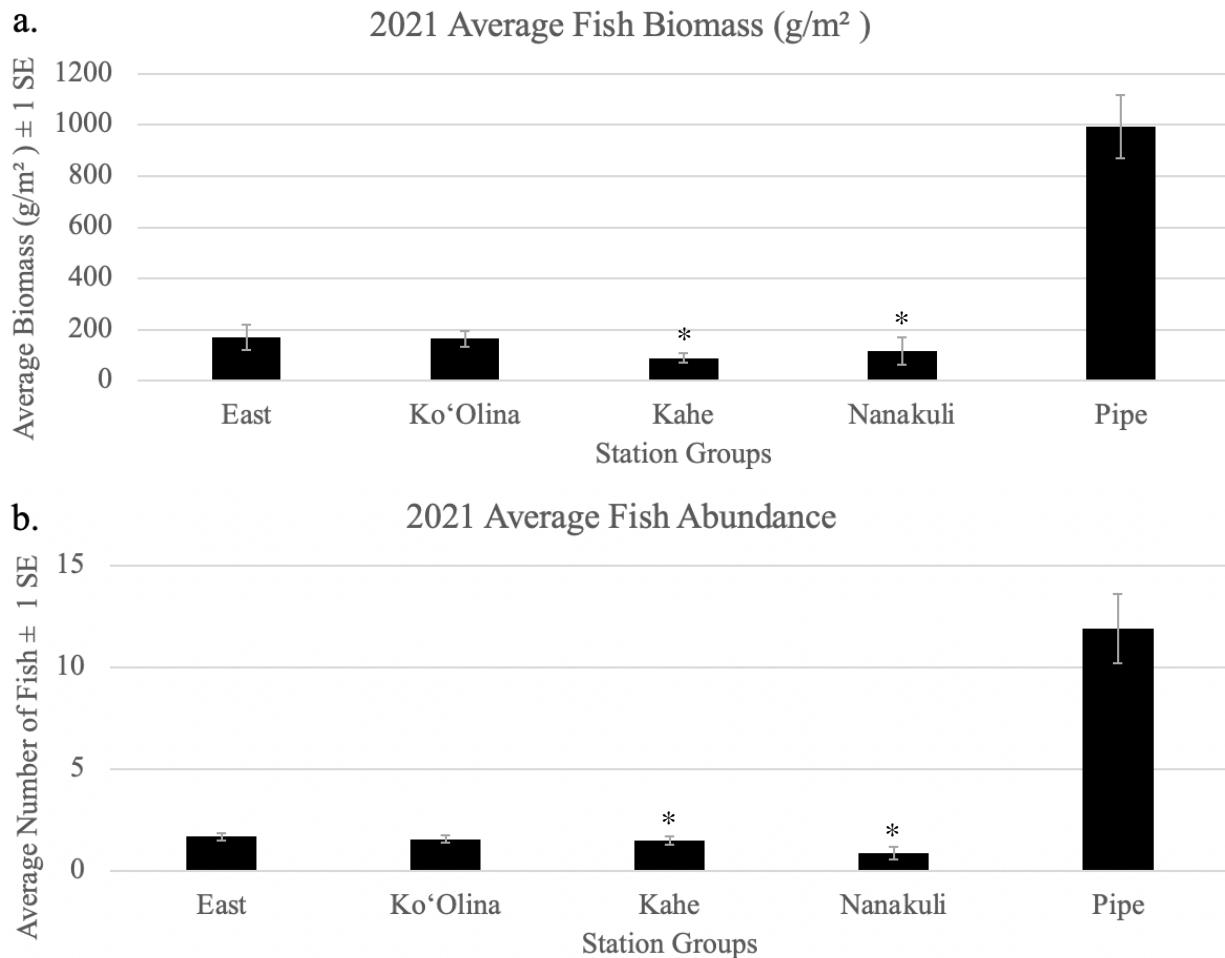 a.
2021 Average Fish Biomass (g/m² )
Average Biomass (g/m² ) ± 1 SE
1200
1000
800
600
400
200
0
*
*
East Ko‘Olina Kahe Nanakuli Pipe
Station Groups
b.
2021 Average Fish Abundance
Average Number of Fish ± 1 SE
15
10
5
0
*
*
East Ko‘Olina Kahe Nanakuli Pipe
Station Groups